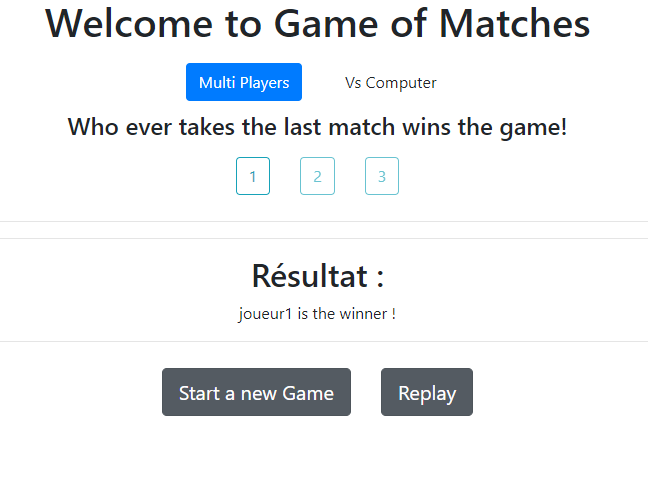 Welcome to Game of Matches
Multi Players Vs Computer
Who ever takes the last match wins the game!
1 2 3
Résultat :
joueur1 is the winner !
Start a new Game Replay